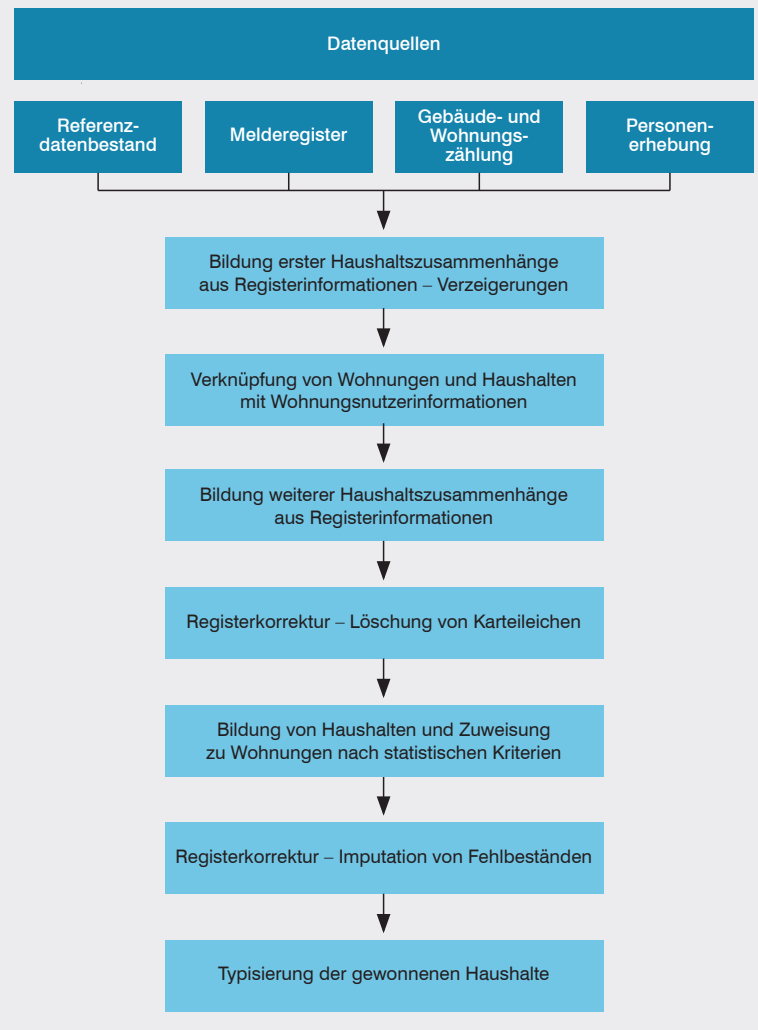 Datenquellen
Referenz-
datenbestand
Melderegister
Gebäude- und
Wohnungs-
zählung
Personen-
erhebung
Bildung erster Haushaltszusammenhänge
aus Registerinformationen – Verzeigerungen
Verknüpfung von Wohnungen und Haushalten
mit Wohnungsnutzerinformationen
Bildung weiterer Haushaltszusammenhänge
aus Registerinformationen
Registerkorrektur – Löschung von Karteileichen
Bildung von Haushalten und Zuweisung
zu Wohnungen nach statistischen Kriterien
Registerkorrektur – Imputation von Fehlbeständen
Typisierung der gewonnenen Haushalte